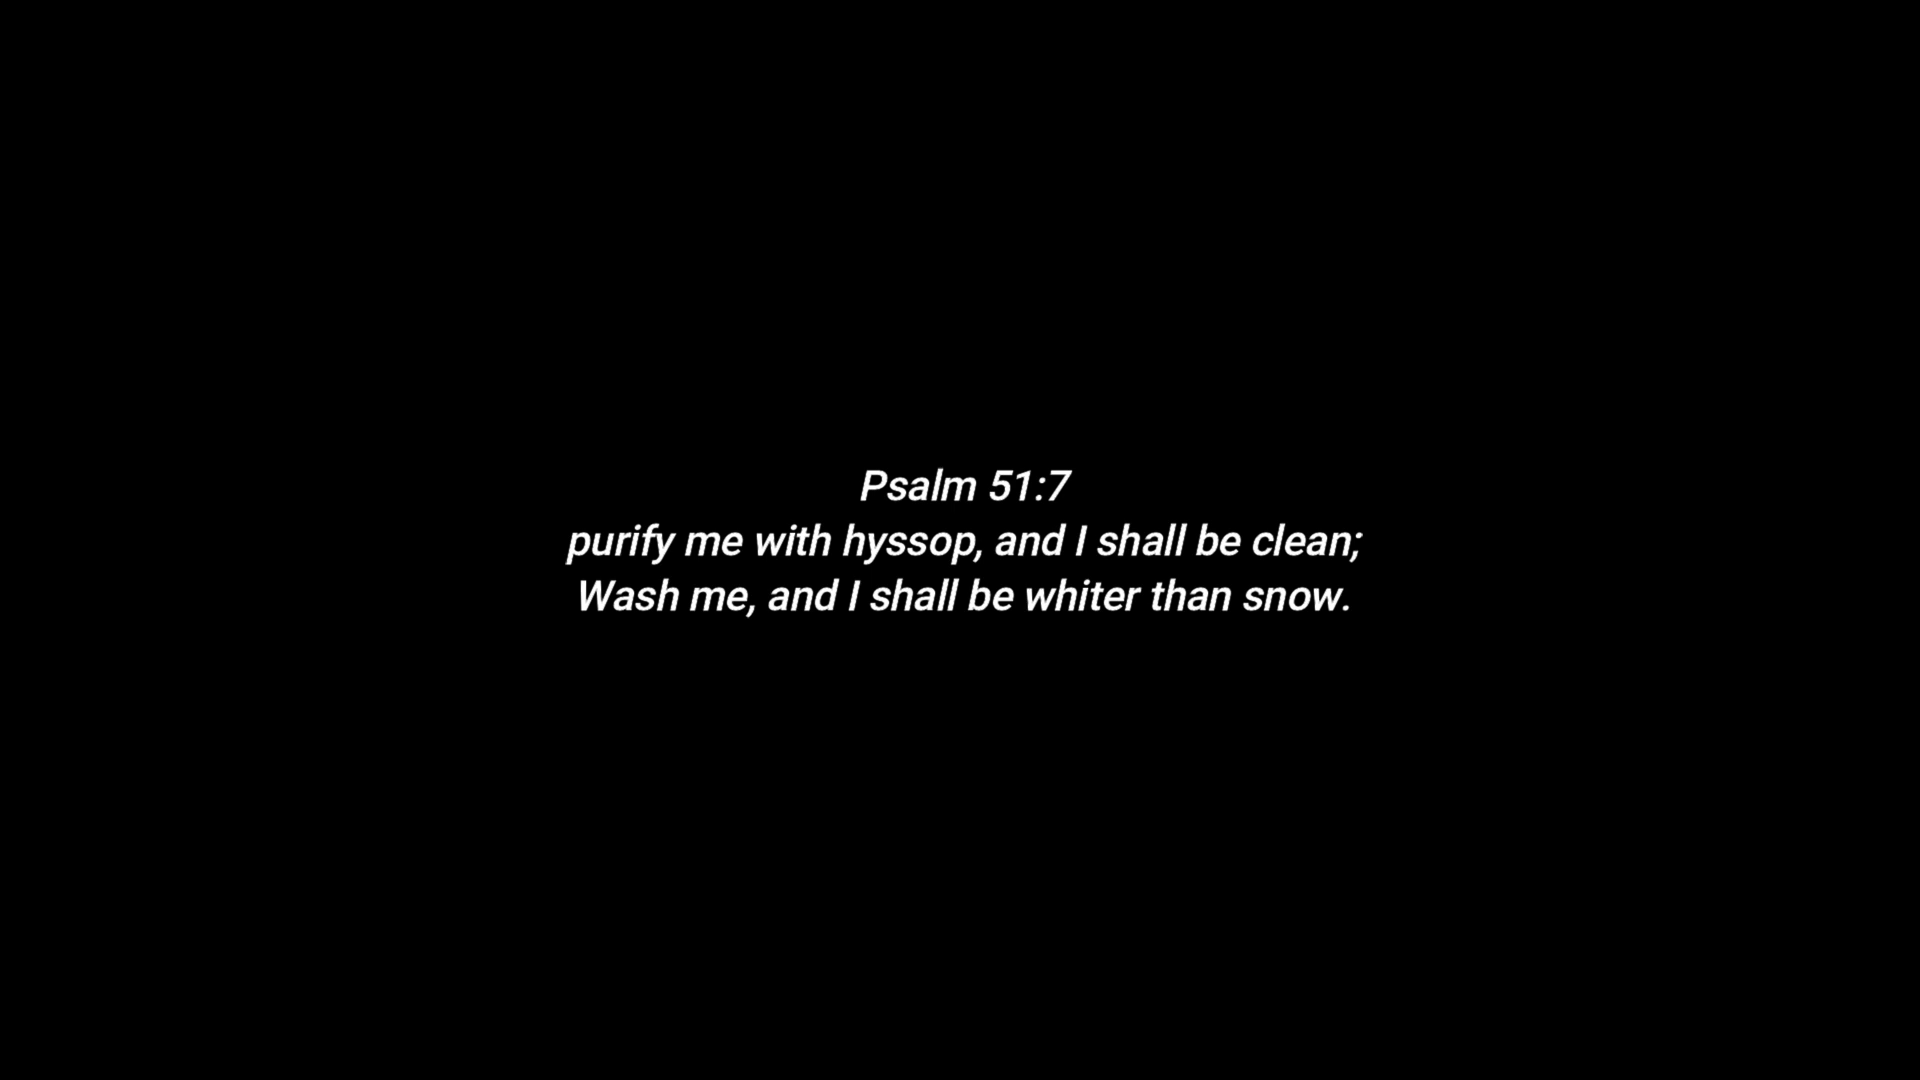 Psalm 51:7
purify me with hyssop, and I shall be clean;
Wash me, and I shall be whiter than snow.